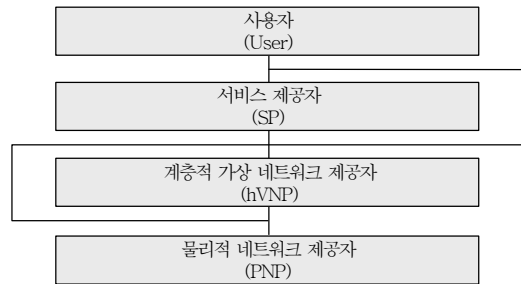 사용자
(User)
서비스 제공자
(SP)
계층적 가상 네트워크 제공자
(hVNP)
물리적 네트워크 제공자
(PNP)